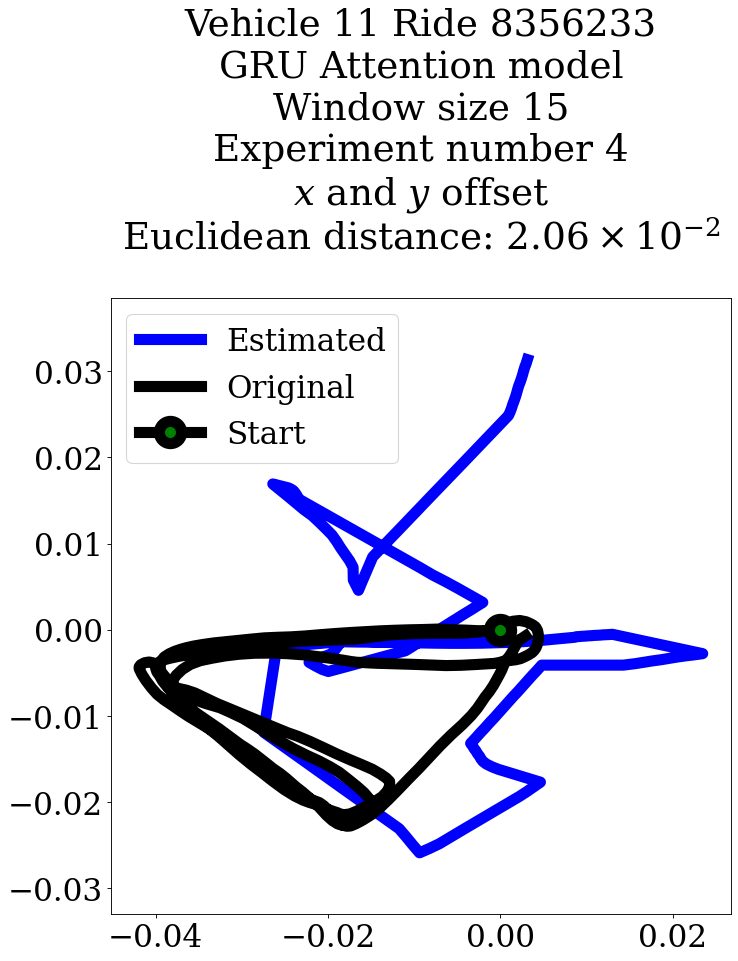 Vehicle 11 Ride 8356233
GRU Attention model
Window size 15
Experiment number 4
x and y offset
Euclidean distance: 2.06 × 10⁻²
Estimated
Original
Start
0.03
0.02
0.01
0.00
−0.01
−0.02
−0.03
−0.04
−0.02
0.00
0.02